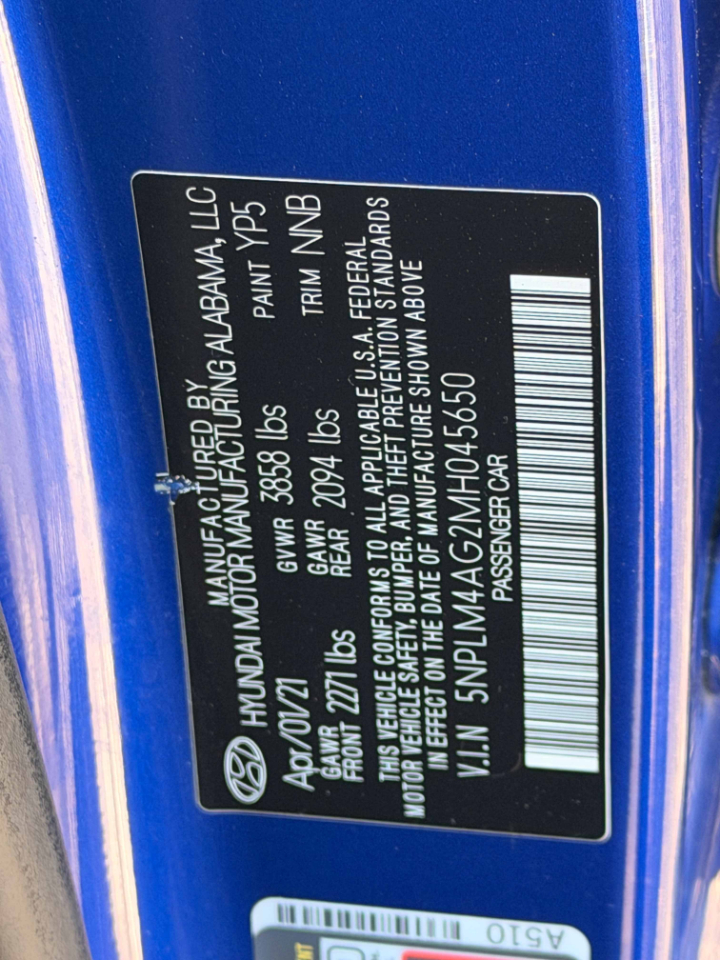 MANUFACTURED BY
HYUNDAI MOTOR MANUFACTURING ALABAMA, LLC
Apr/01/21 GVWR 3858 lbs PAINT YP5
GAWR FRONT 2271 lbs GAWR REAR 2094 lbs TRIM NNB
THIS VEHICLE CONFORMS TO ALL APPLICABLE U.S.A. FEDERAL
MOTOR VEHICLE SAFETY, BUMPER, AND THEFT PREVENTION STANDARDS
IN EFFECT ON THE DATE OF MANUFACTURE SHOWN ABOVE
V.I.N 5NPLM4AG2MH045650
PASSENGER CAR
A510